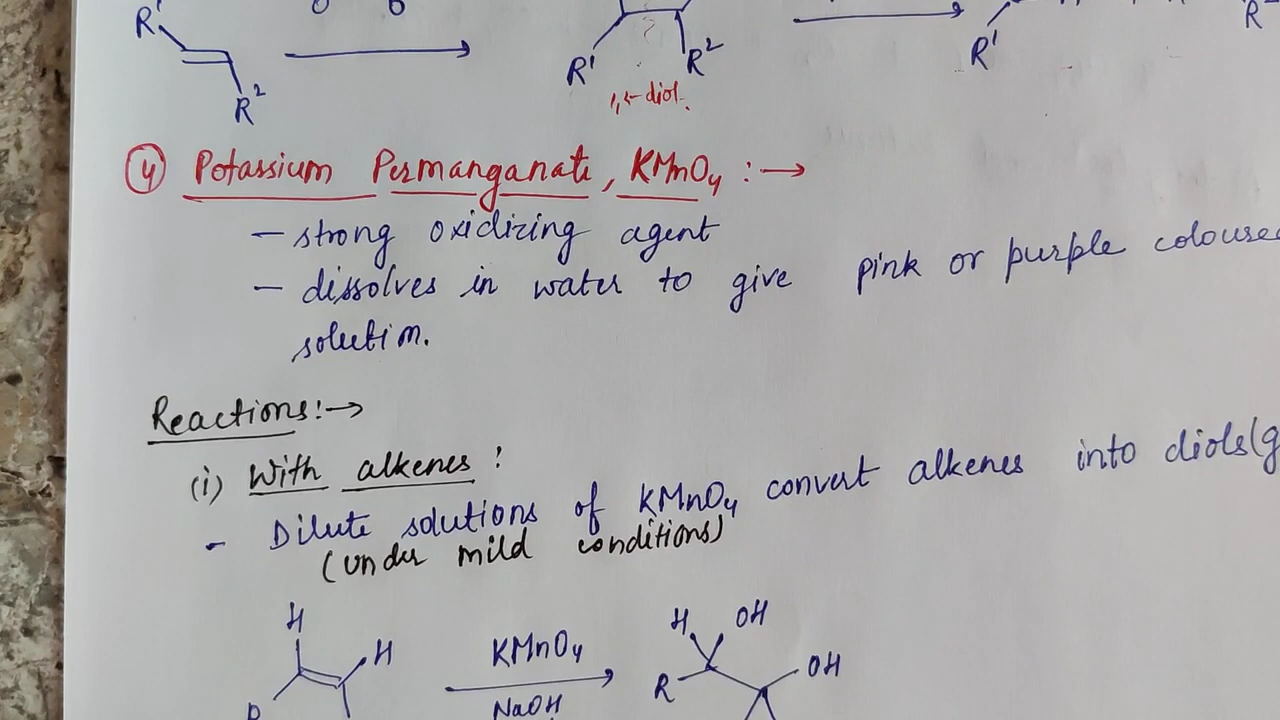 R' R²
R' R² R'
1,2-diol.
④ Potassium Permanganate, KMnO₄ :→
– strong oxidizing agent
– dissolves in water to give pink or purple coloured
solution.
Reactions:→
(i) With alkenes :
- Dilute solutions of KMnO₄ convert alkenes into diols(g
(under mild conditions)
H H KMnO₄ H OH
R NaOH R OH